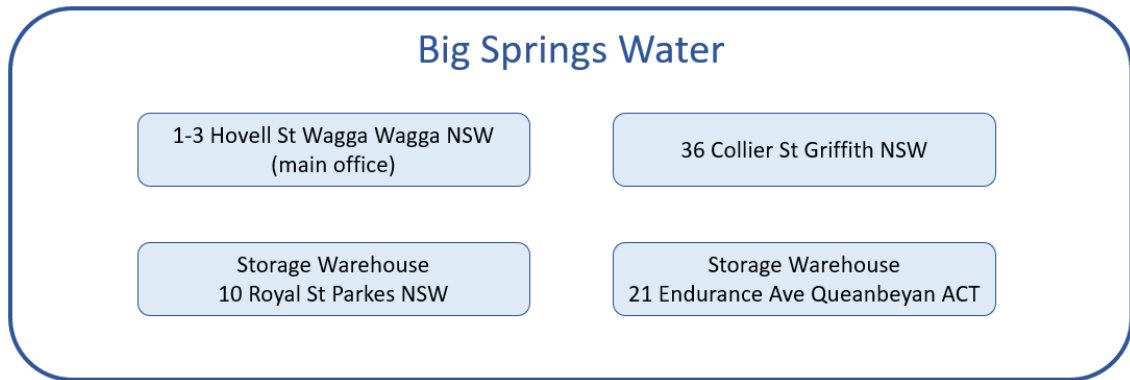 Big Springs Water
1-3 Hovell St Wagga Wagga NSW
(main office)
36 Collier St Griffith NSW
Storage Warehouse
10 Royal St Parkes NSW
Storage Warehouse
21 Endurance Ave Queanbeyan ACT